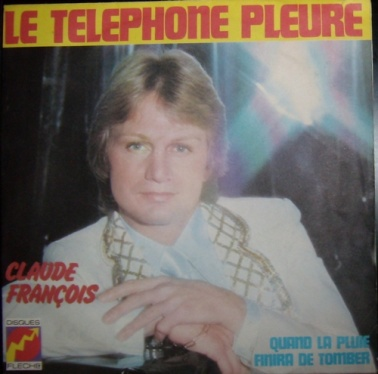 LE TELEPHONE PLEURE
CLAUDE
FRANÇOIS
DISQUES
FLECHE
QUAND LA PLUIE
FINIRA DE TOMBER